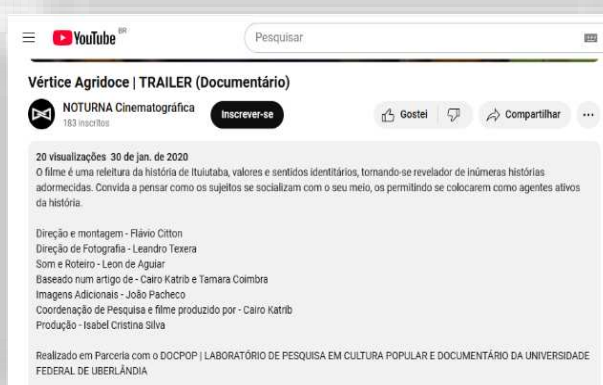 YouTube BR
Pesquisar
Vértice Agridoce | TRAILER (Documentário)
NOTURNA Cinematográfica
183 inscritos
Inscrever-se
Gostei
Compartilhar
20 visualizações 30 de jan. de 2020
O filme é uma releitura da história de Ituiutaba, valores e sentidos identitários, tornando-se revelador de inúmeras histórias
adormecidas. Convida a pensar como os sujeitos se socializam com o seu meio, os permitindo se colocarem como agentes ativos
da história.
Direção e montagem - Flávio Citton
Direção de Fotografia - Leandro Texera
Som e Roteiro - Leon de Aguiar
Baseado num artigo de - Cairo Katrib e Tamara Coimbra
Imagens Adicionais - João Pacheco
Coordenação de Pesquisa e filme produzido por - Cairo Katrib
Produção - Isabel Cristina Silva
Realizado em Parceria com o DOCPOP | LABORATÓRIO DE PESQUISA EM CULTURA POPULAR E DOCUMENTÁRIO DA UNIVERSIDADE
FEDERAL DE UBERLÂNDIA